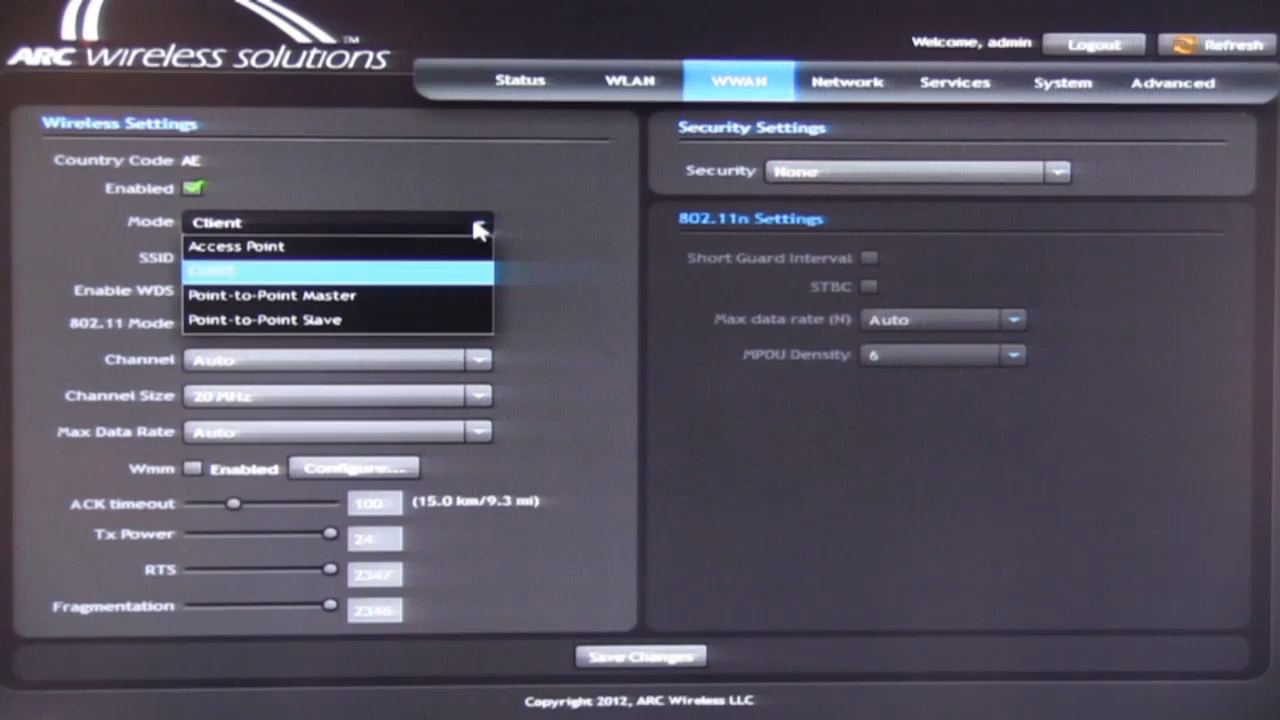 ARC wireless solutions™
Welcome, admin
Logout
Refresh
Status
WLAN
WWAN
Network
Services
System
Advanced
Wireless Settings
Country Code AE
Enabled
Mode Client
Access Point
Client
Point-to-Point Master
Point-to-Point Slave
SSID
Enable WDS
802.11 Mode
Channel Auto
Channel Size 20 MHz
Max Data Rate Auto
Wmm Enabled Configure...
ACK timeout 100 (15.0 km/9.3 mi)
Tx Power 24
RTS 2347
Fragmentation 2346
Security Settings
Security None
802.11n Settings
Short Guard Interval
STBC
Max data rate (N) Auto
MPDU Density 6
Save Changes
Copyright 2012, ARC Wireless LLC